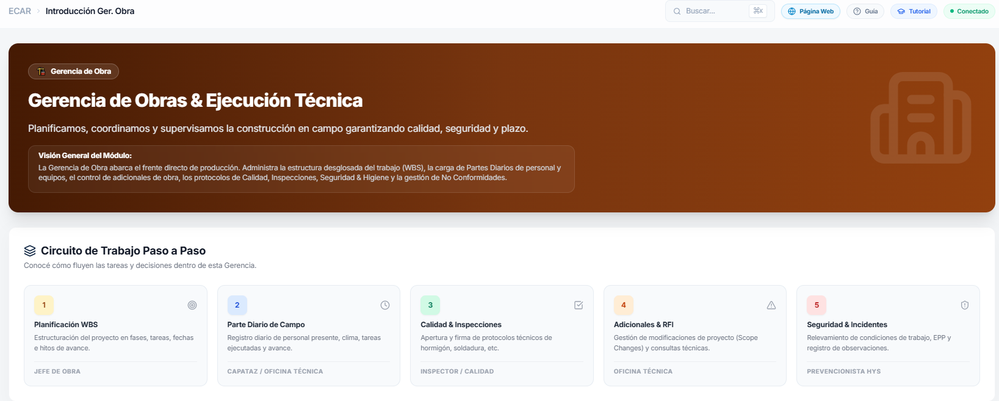 ECAR > Introducción Ger. Obra
Buscar... ⌘K
Página Web
Guía
Tutorial
Conectado
Gerencia de Obra
Gerencia de Obras & Ejecución Técnica
Planificamos, coordinamos y supervisamos la construcción en campo garantizando calidad, seguridad y plazo.
Visión General del Módulo:
La Gerencia de Obra abarca el frente directo de producción. Administra la estructura desglosada del trabajo (WBS), la carga de Partes Diarios de personal y
equipos, el control de adicionales de obra, los protocolos de Calidad, Inspecciones, Seguridad & Higiene y la gestión de No Conformidades.
Circuito de Trabajo Paso a Paso
Conocé cómo fluyen las tareas y decisiones dentro de esta Gerencia.
1
Planificación WBS
Estructuración del proyecto en fases, tareas, fechas
e hitos de avance.
JEFE DE OBRA
2
Parte Diario de Campo
Registro diario de personal presente, clima, tareas
ejecutadas y avance.
CAPATAZ / OFICINA TÉCNICA
3
Calidad & Inspecciones
Apertura y firma de protocolos técnicos de
hormigón, soldadura, etc.
INSPECTOR / CALIDAD
4
Adicionales & RFI
Gestión de modificaciones de proyecto (Scope
Changes) y consultas técnicas.
OFICINA TÉCNICA
5
Seguridad & Incidentes
Relevamiento de condiciones de trabajo, EPP y
registro de observaciones.
PREVENCIONISTA HYS